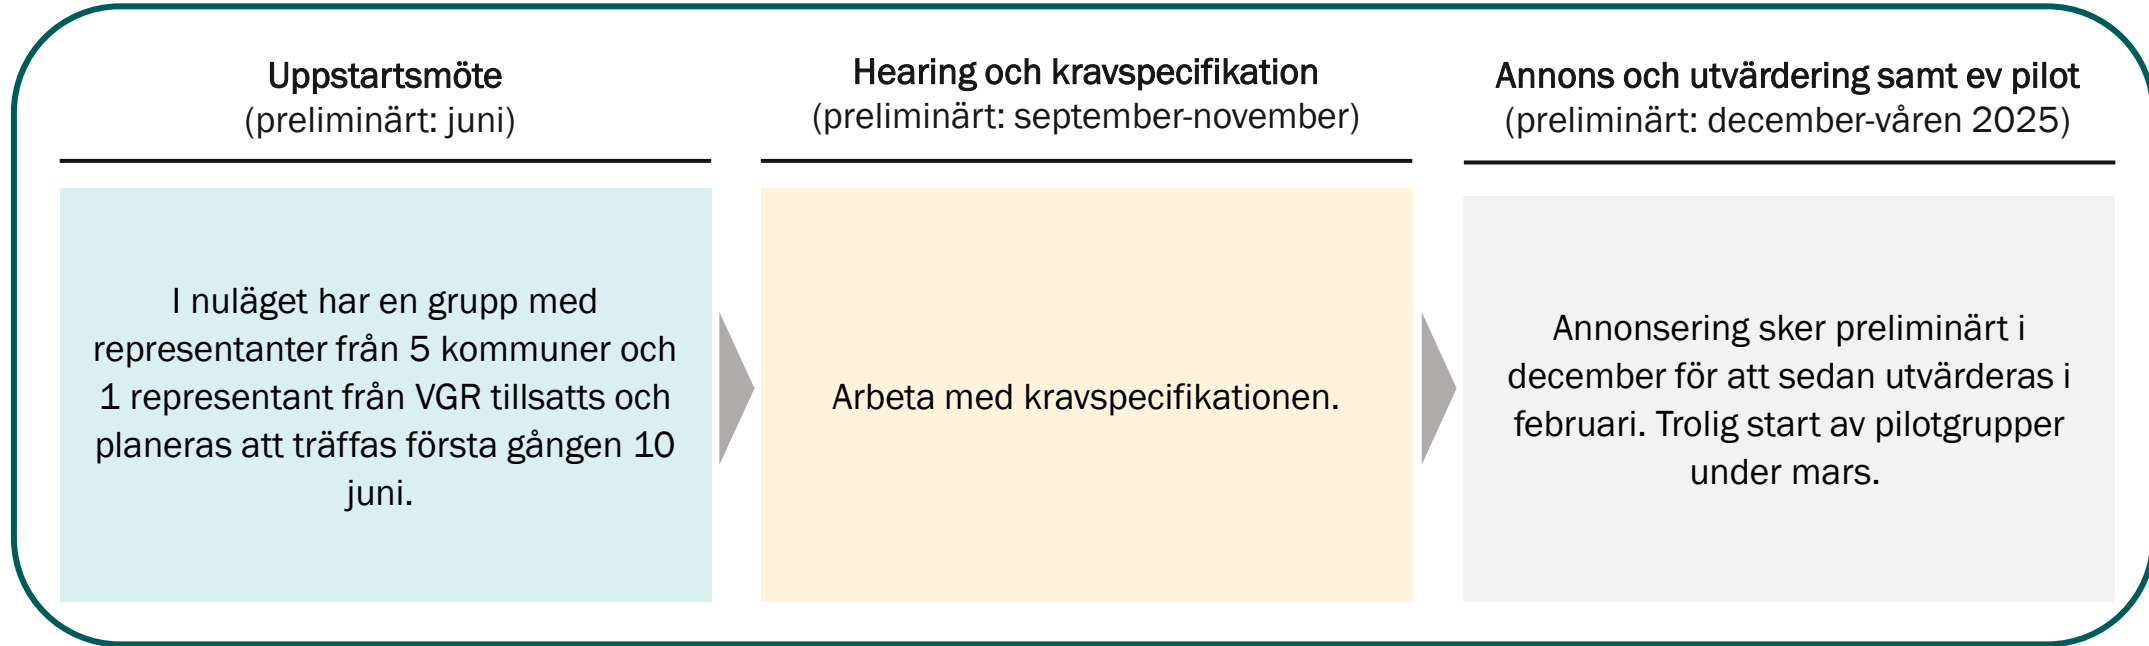 Uppstartsmöte
(preliminärt: juni)
I nuläget har en grupp med
representanter från 5 kommuner och
1 representant från VGR tillsatts och
planeras att träffas första gången 10
juni.
Hearing och kravspecifikation
(preliminärt: september-november)
Arbeta med kravspecifikationen.
Annons och utvärdering samt ev pilot
(preliminärt: december-våren 2025)
Annonsering sker preliminärt i
december för att sedan utvärderas i
februari. Trolig start av pilotgrupper
under mars.